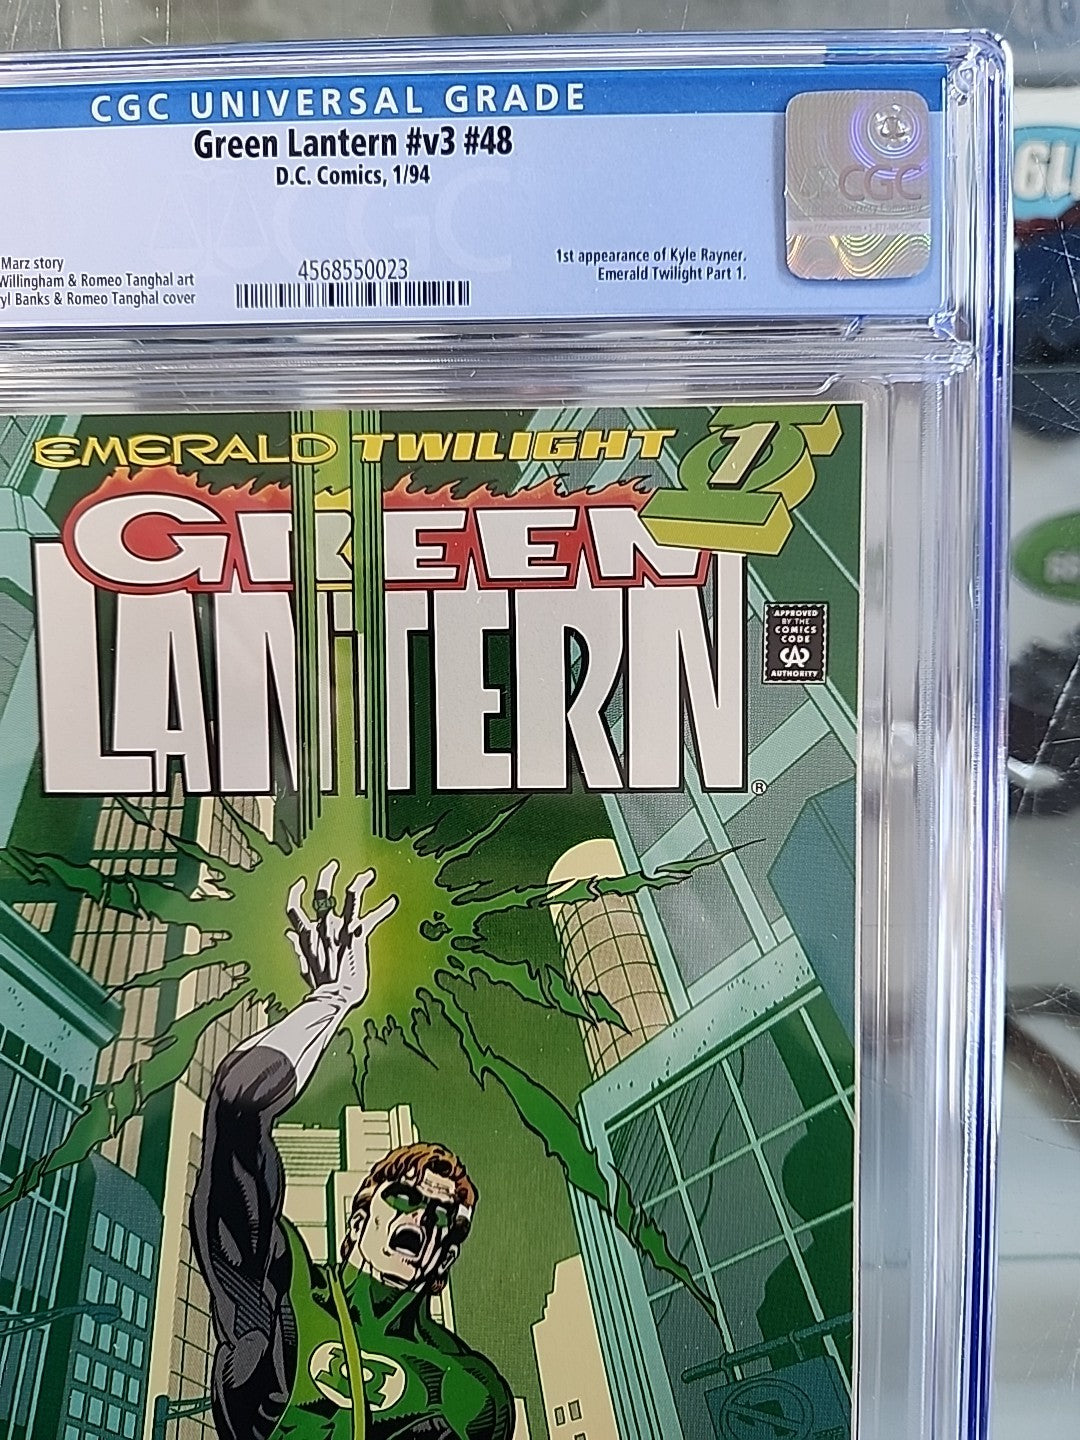 CGC UNIVERSAL GRADE
Green Lantern #v3 #48
D.C. Comics, 1/94
Marz story
Willingham & Romeo Tanghal art
yl Banks & Romeo Tanghal cover
4568550023
1st appearance of Kyle Rayner.
Emerald Twilight Part 1.
CGC
EMERALD TWILIGHT 1
GREEN
LANTERN
®
APPROVED
BY THE
COMICS
CODE
CA
AUTHORITY